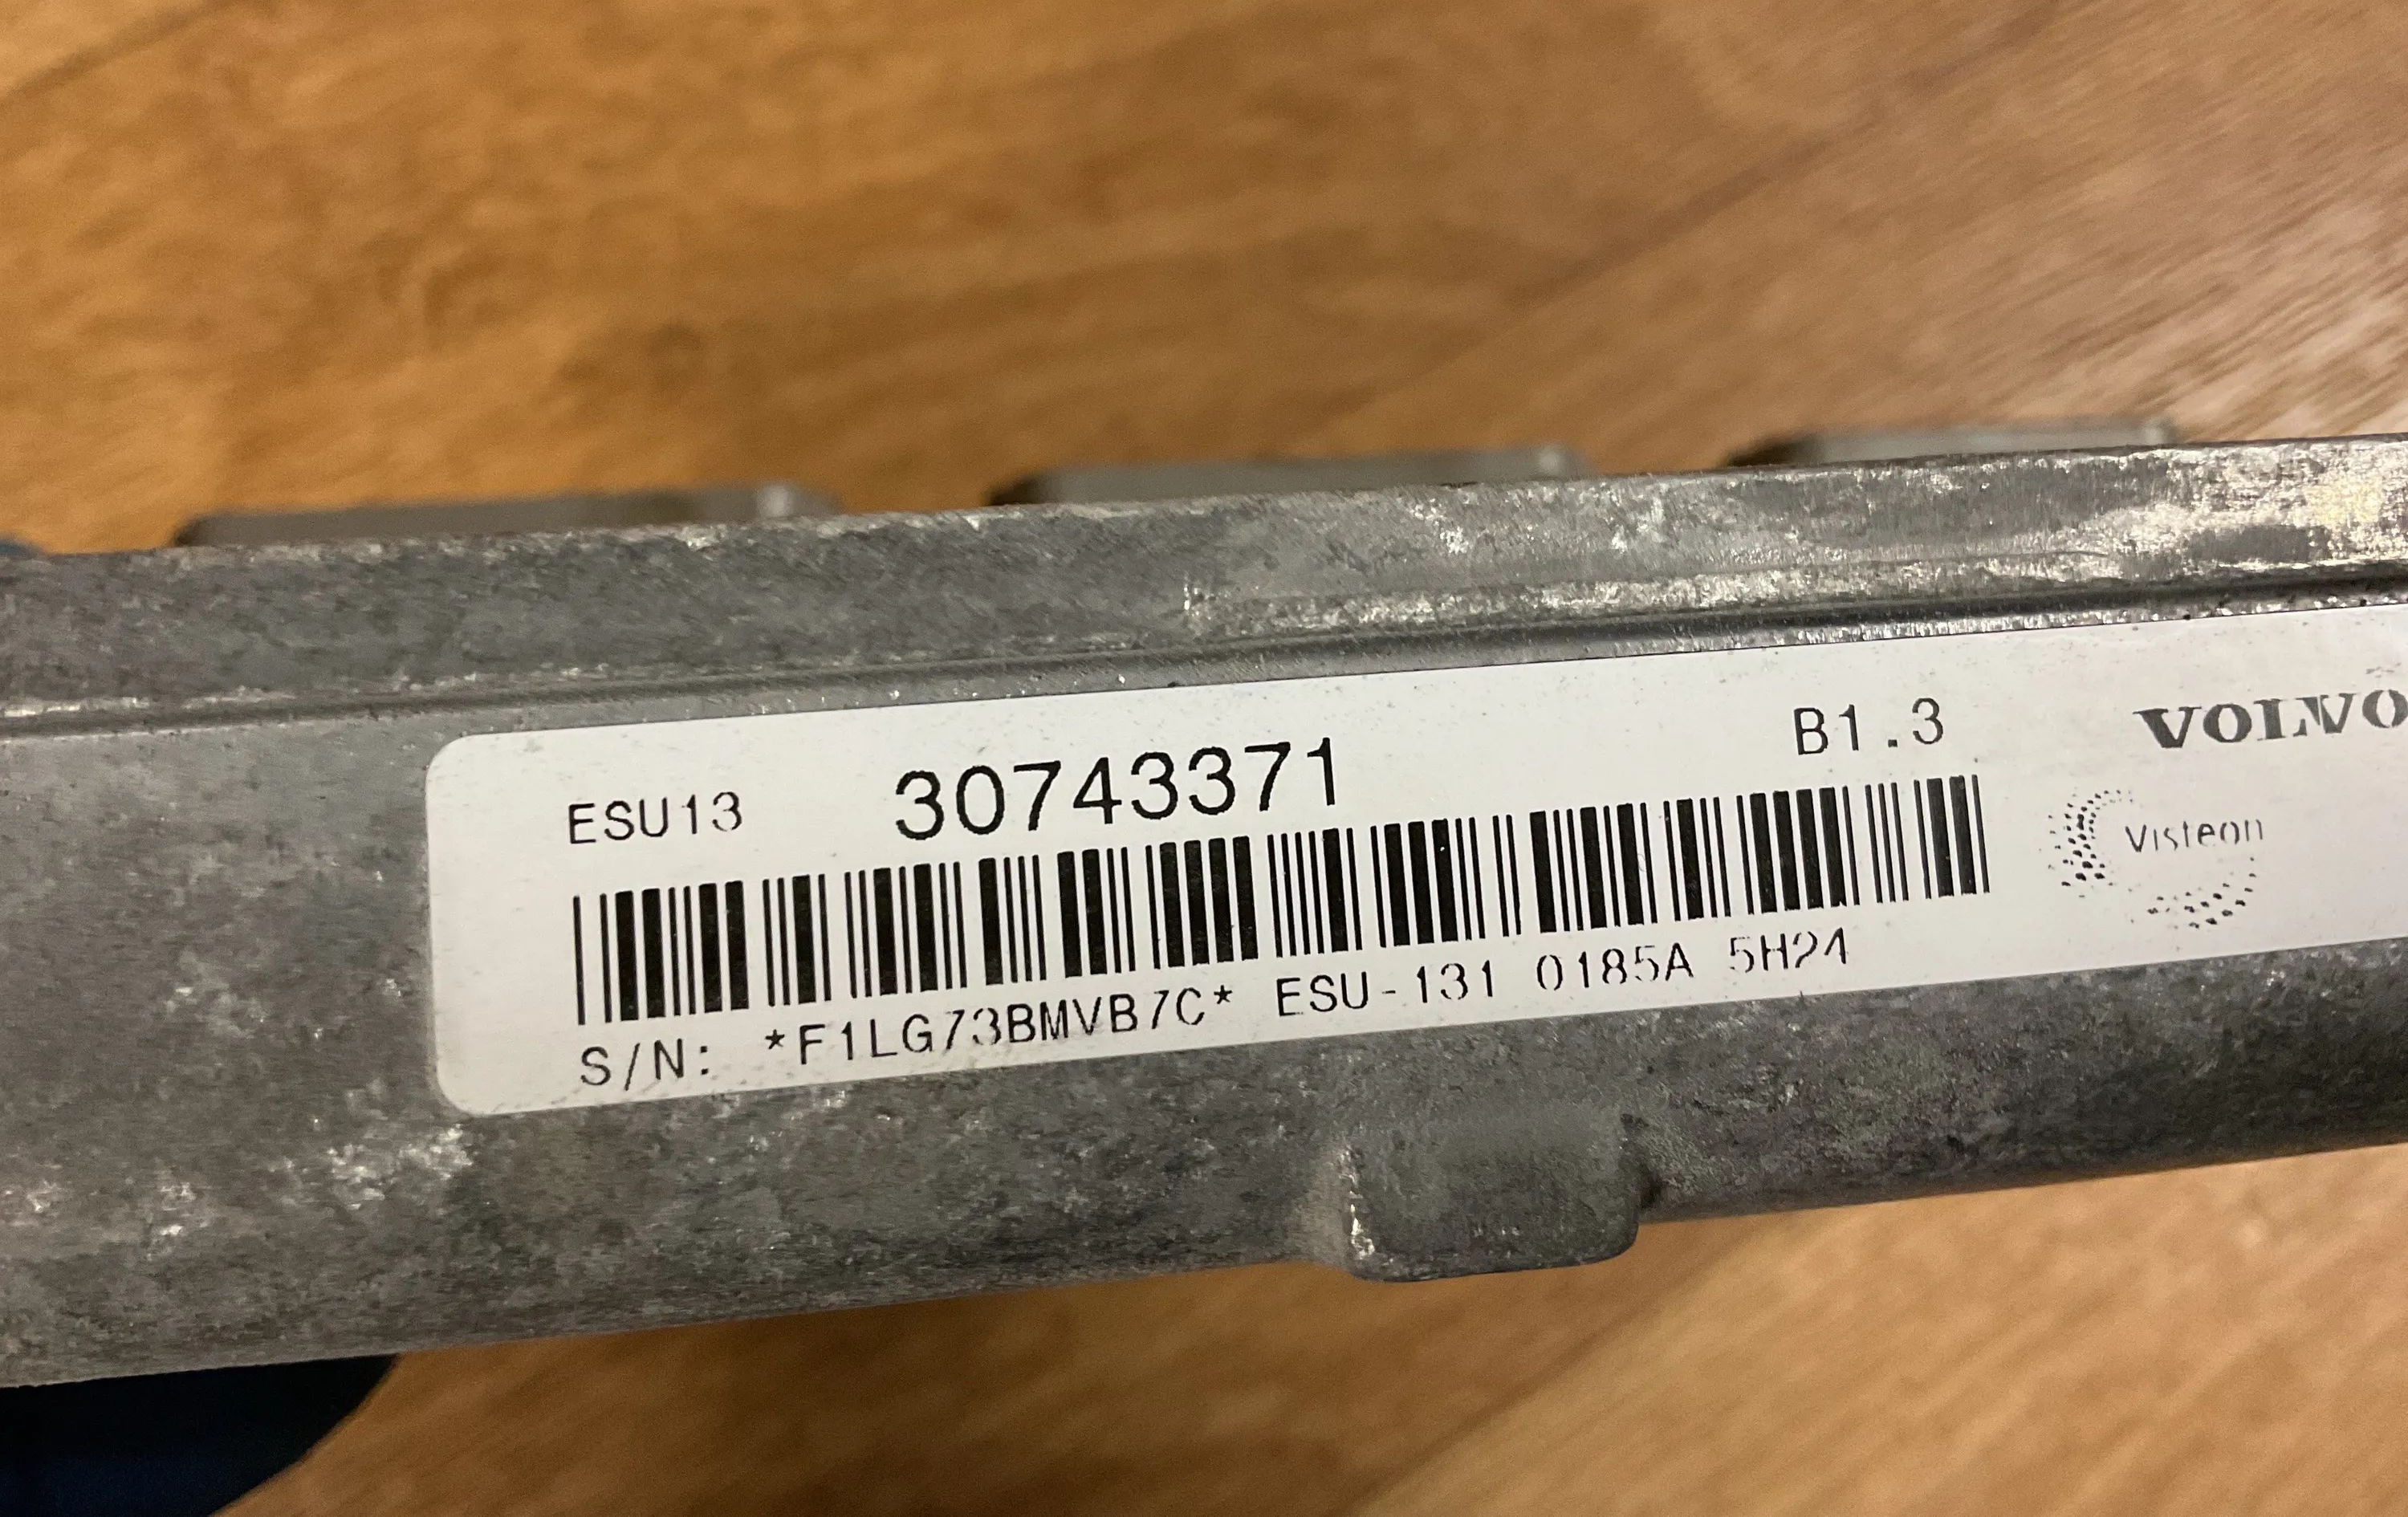 ESU13 30743371 B1.3 VOLVO
Visteon
S/N: *F1LG73BMVB7C* ESU-131 0185A 5H24